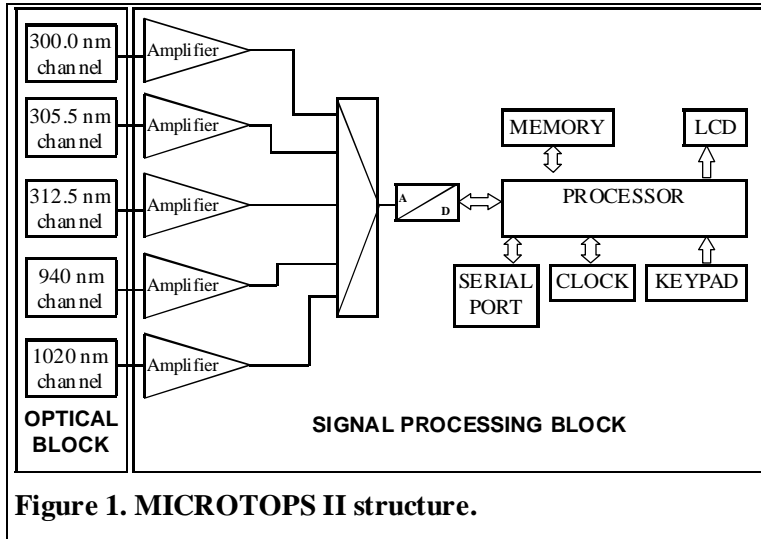 300.0 nm
channel
Amplifier
305.5 nm
channel
Amplifier
312.5 nm
channel
Amplifier
940 nm
channel
Amplifier
1020 nm
channel
Amplifier
A
D
MEMORY
LCD
PROCESSOR
SERIAL
PORT
CLOCK
KEYPAD
OPTICAL
BLOCK
SIGNAL PROCESSING BLOCK
Figure 1. MICROTOPS II structure.